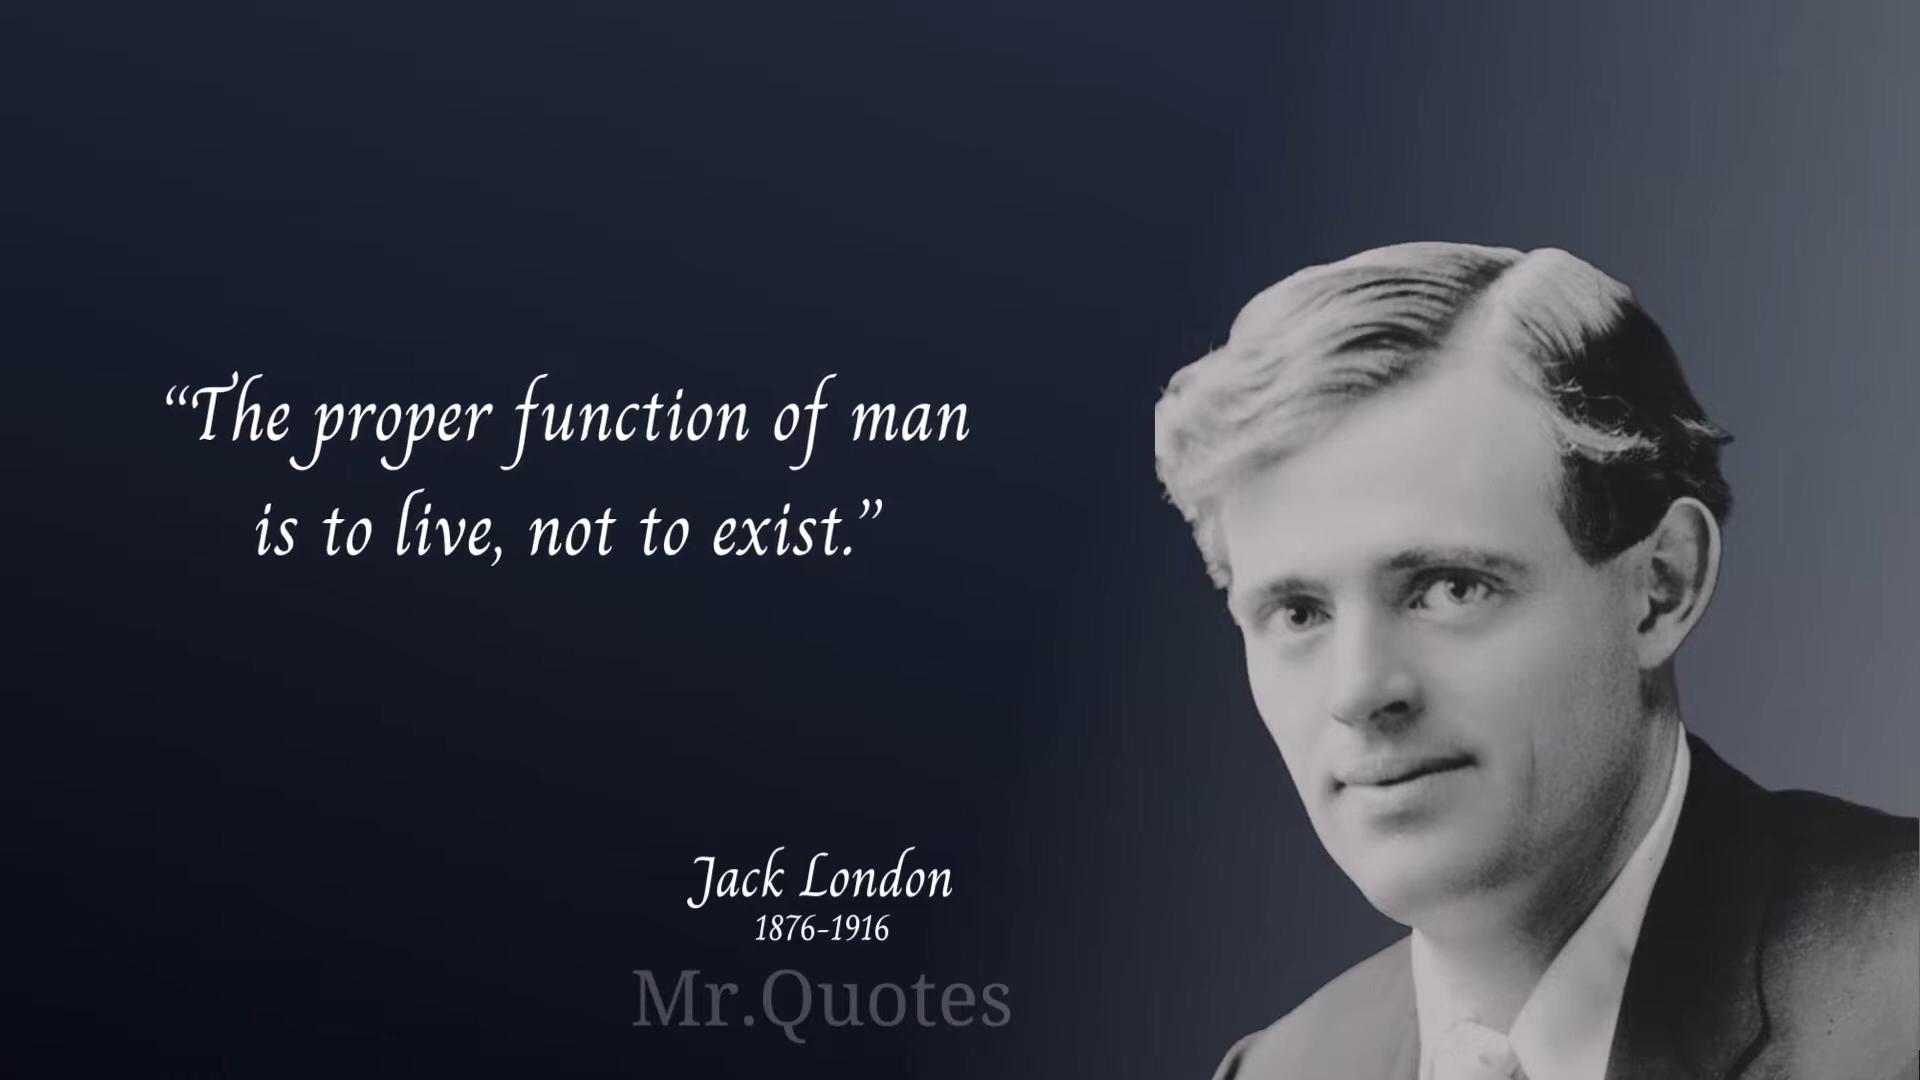 “The proper function of man
is to live, not to exist.”
Jack London
1876-1916
Mr.Quotes